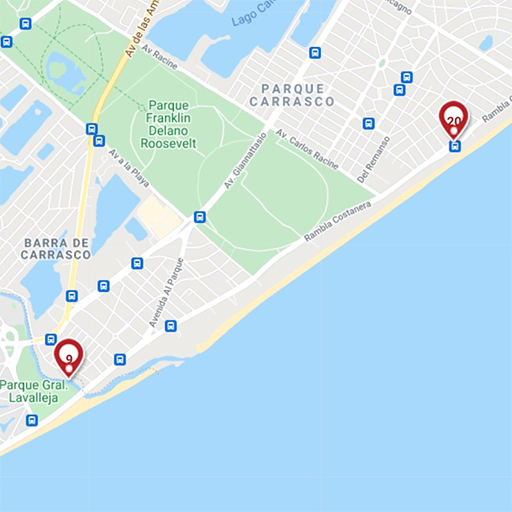 Lago Ca
cagno
Av de las Am
Av Racine
PARQUE
CARRASCO
Parque
Franklin
Delano
Roosevelt
20
Rambla C
Av. Giannattasio
Av. Carlos Racine
Del Remanso
Av a la Playa
Rambla Costanera
BARRA DE
CARRASCO
Avenida Al Parque
9
Parque Gral.
Lavalleja